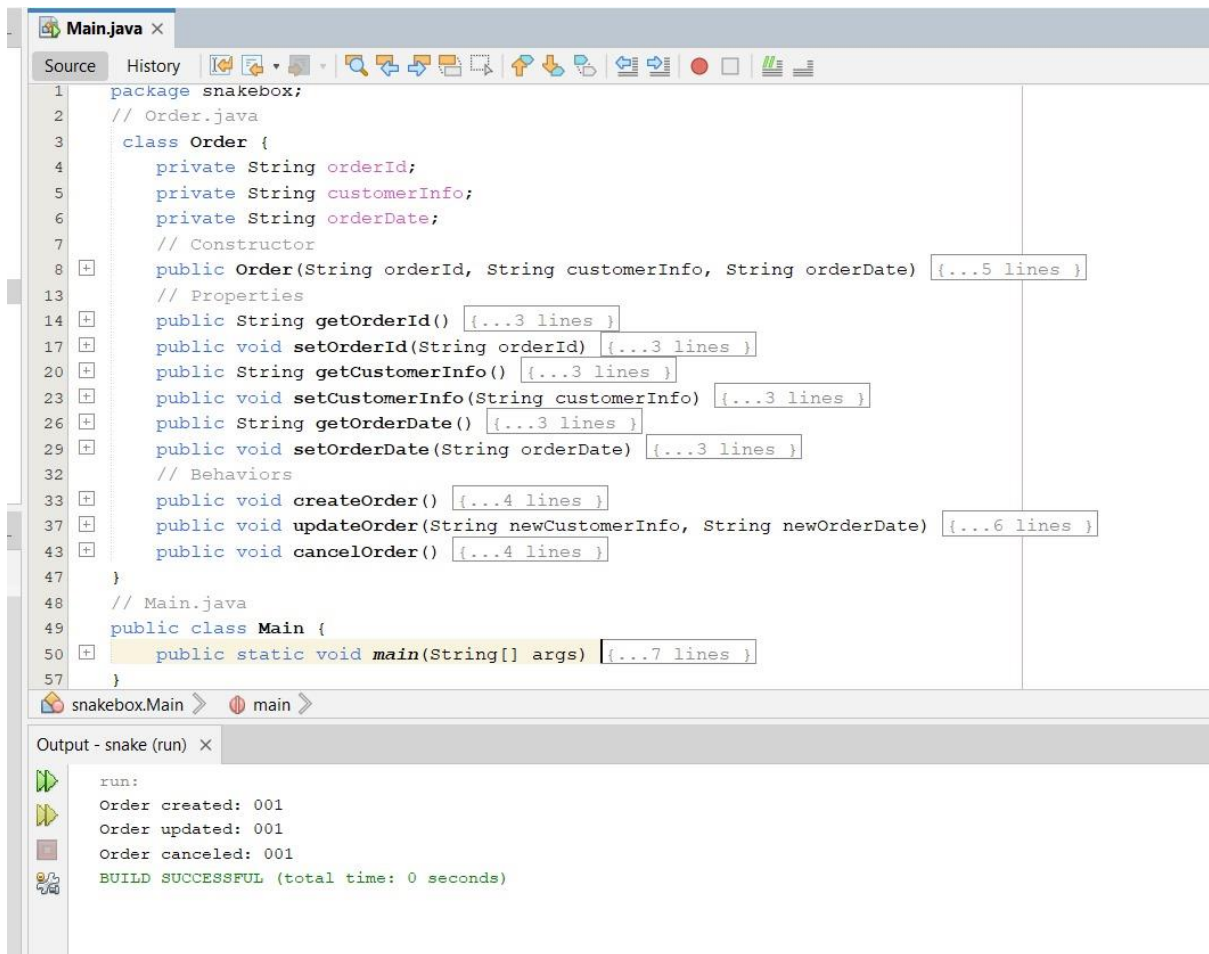 Main.java
Source History
1 package snakebox;
2 // Order.java
3 class Order {
4 private String orderId;
5 private String customerInfo;
6 private String orderDate;
7 // Constructor
8 public Order(String orderId, String customerInfo, String orderDate) {...5 lines }
13 // Properties
14 public String getOrderId() {...3 lines }
17 public void setOrderId(String orderId) {...3 lines }
20 public String getCustomerInfo() {...3 lines }
23 public void setCustomerInfo(String customerInfo) {...3 lines }
26 public String getOrderDate() {...3 lines }
29 public void setOrderDate(String orderDate) {...3 lines }
32 // Behaviors
33 public void createOrder() {...4 lines }
37 public void updateOrder(String newCustomerInfo, String newOrderDate) {...6 lines }
43 public void cancelOrder() {...4 lines }
47 }
48 // Main.java
49 public class Main {
50 public static void main(String[] args) {...7 lines }
57 }
snakebox.Main main
Output - snake (run)
run:
Order created: 001
Order updated: 001
Order canceled: 001
BUILD SUCCESSFUL (total time: 0 seconds)